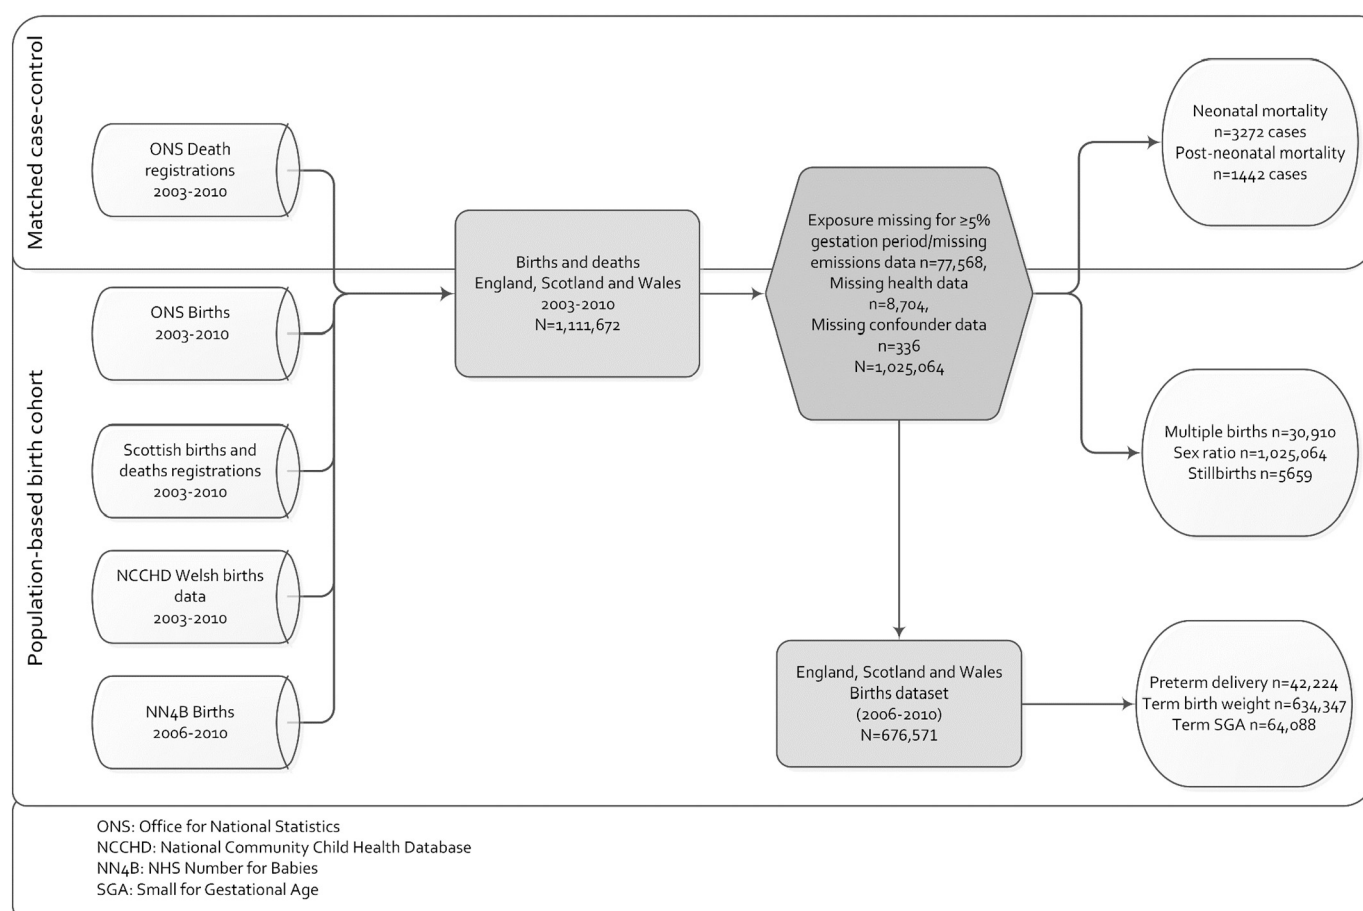 Matched case-control
ONS Death
registrations
2003-2010
Neonatal mortality
n=3272 cases
Post-neonatal mortality
n=1442 cases
Births and deaths
England, Scotland and Wales
2003-2010
N=1,111,672
Exposure missing for ≥5%
gestation period/missing
emissions data n=77,568,
Missing health data
n=8,704,
Missing confounder data
n=336
N=1,025,064
Population-based birth cohort
ONS Births
2003-2010
Scottish births and
deaths registrations
2003-2010
NCCHD Welsh births
data
2003-2010
NN4B Births
2006-2010
Multiple births n=30,910
Sex ratio n=1,025,064
Stillbirths n=5659
England, Scotland and Wales
Births dataset
(2006-2010)
N=676,571
Preterm delivery n=42,224
Term birth weight n=634,347
Term SGA n=64,088
ONS: Office for National Statistics
NCCHD: National Community Child Health Database
NN4B: NHS Number for Babies
SGA: Small for Gestational Age